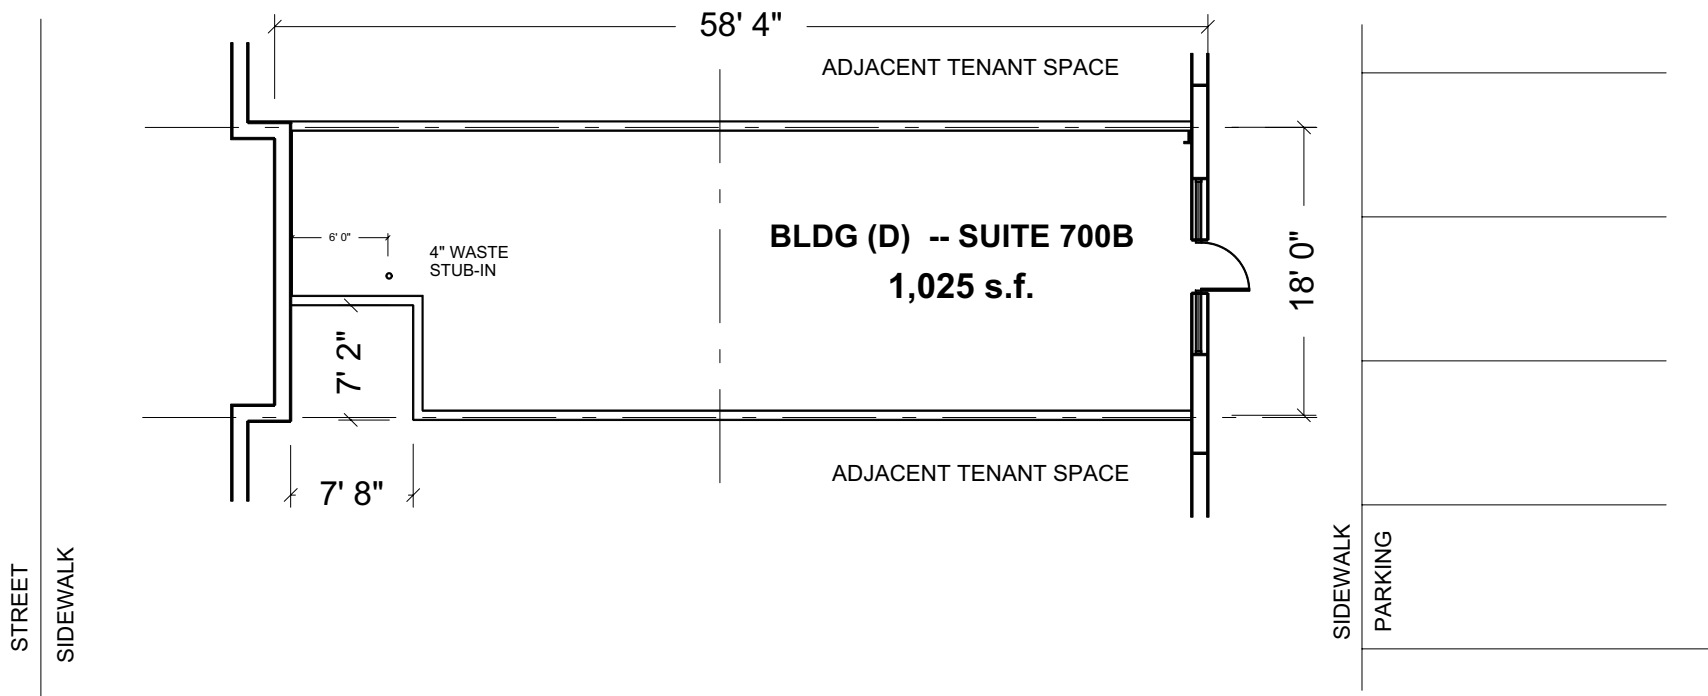 58' 4"
ADJACENT TENANT SPACE
6' 0"
4" WASTE
STUB-IN
BLDG (D) -- SUITE 700B
1,025 s.f.
18' 0"
7' 2"
7' 8"
ADJACENT TENANT SPACE
STREET
SIDEWALK
SIDEWALK
PARKING